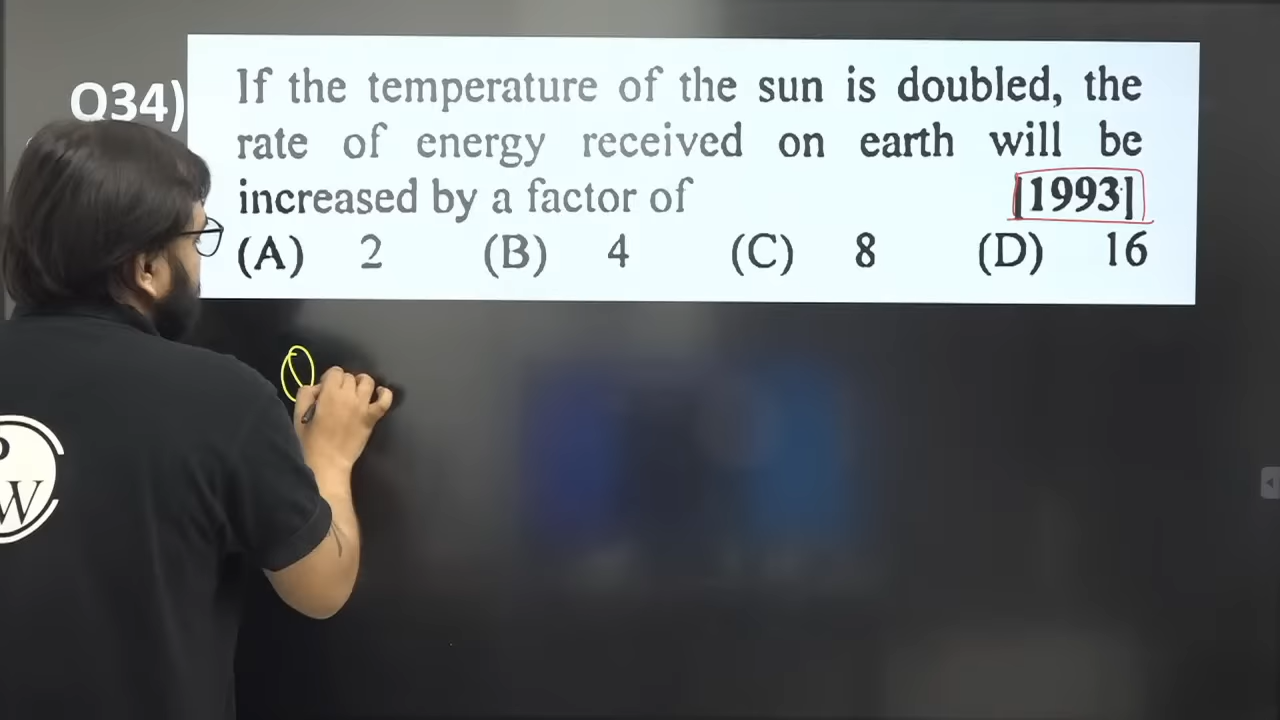 Q34)
If the temperature of the sun is doubled, the
rate of energy received on earth will be
increased by a factor of [1993]
(A) 2 (B) 4 (C) 8 (D) 16
P
W